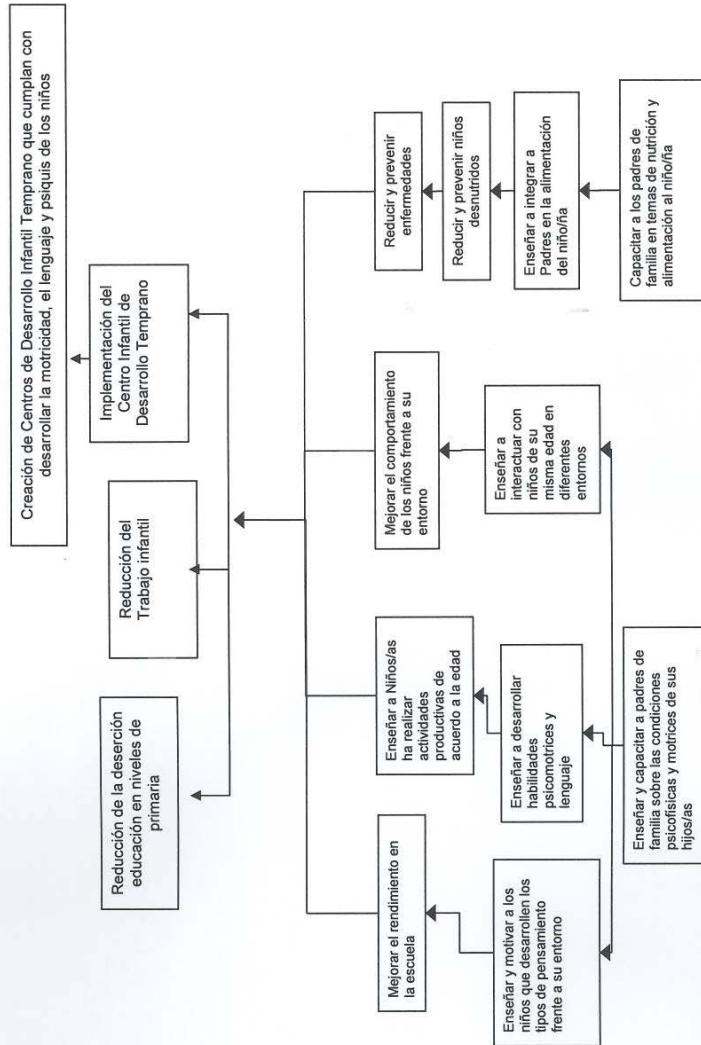 Creación de Centros de Desarrollo Infantil Temprano que cumplan con
desarrollar la motricidad, el lenguaje y psiquis de los niños
Reducción de la deserción
educación en niveles de
primaria
Reducción del
Trabajo infantil
Implementación del
Centro Infantil de
Desarrollo Temprano
Mejorar el rendimiento en
la escuela
Enseñar a Niños/as
ha realizar
actividades
productivas de
acuerdo a la edad
Mejorar el comportamiento
de los niños frente a su
entorno
Reducir y prevenir
enfermedades
Reducir y prevenir niños
desnutridos
Enseñar y motivar a los
niños que desarrollen los
tipos de pensamiento
frente a su entorno
Enseñar a desarrollar
habilidades
psicomotrices y
lenguaje
Enseñar a
interactuar con
niños de su
misma edad en
diferentes
entornos
Enseñar a integrar a
Padres en la alimentación
del niño/ña
Enseñar y capacitar a padres de
familia sobre las condiciones
psicofisicas y motrices de sus
hijos/as
Capacitar a los padres de
familia en temas de nutrición y
alimentación al niño/ña